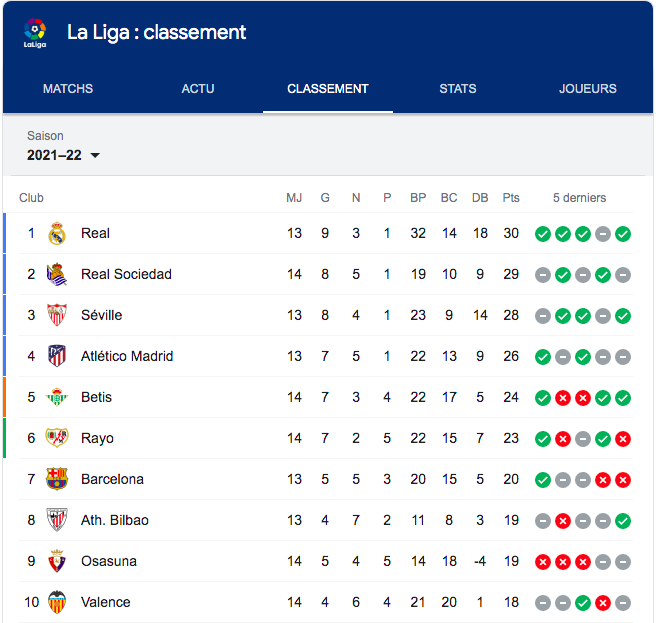 LaLiga
La Liga : classement
MATCHS ACTU CLASSEMENT STATS JOUEURS
Saison
2021–22
Club MJ G N P BP BC DB Pts 5 derniers
1 Real 13 9 3 1 32 14 18 30
2 Real Sociedad 14 8 5 1 19 10 9 29
3 Séville 13 8 4 1 23 9 14 28
4 Atlético Madrid 13 7 5 1 22 13 9 26
5 Betis 14 7 3 4 22 17 5 24
6 Rayo 14 7 2 5 22 15 7 23
7 Barcelona 13 5 5 3 20 15 5 20
8 Ath. Bilbao 13 4 7 2 11 8 3 19
9 Osasuna 14 5 4 5 14 18 -4 19
10 Valence 14 4 6 4 21 20 1 18